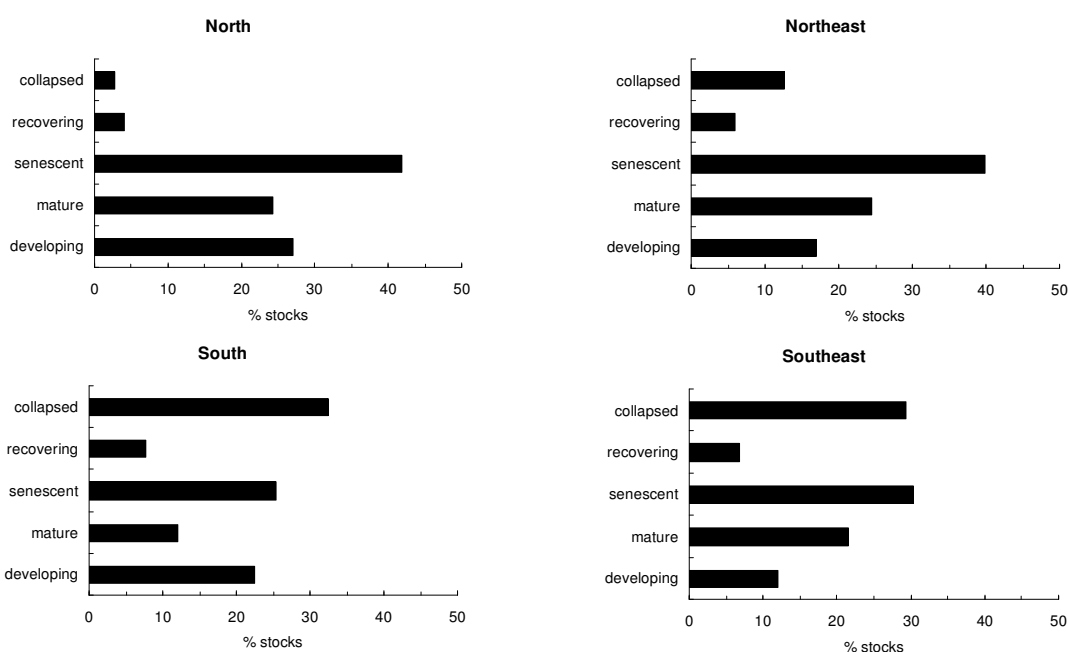 North
collapsed
recovering
senescent
mature
developing
0 10 20 30 40 50
% stocks
Northeast
collapsed
recovering
senescent
mature
developing
0 10 20 30 40 50
% stocks
South
collapsed
recovering
senescent
mature
developing
0 10 20 30 40 50
% stocks
Southeast
collapsed
recovering
senescent
mature
developing
0 10 20 30 40 50
% stocks